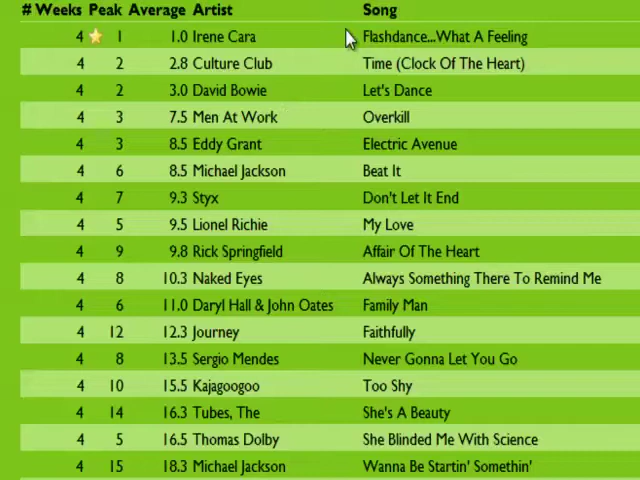 # Weeks Peak Average Artist Song
4 1 1.0 Irene Cara Flashdance...What A Feeling
4 2 2.8 Culture Club Time (Clock Of The Heart)
4 2 3.0 David Bowie Let's Dance
4 3 7.5 Men At Work Overkill
4 3 8.5 Eddy Grant Electric Avenue
4 6 8.5 Michael Jackson Beat It
4 7 9.3 Styx Don't Let It End
4 5 9.5 Lionel Richie My Love
4 9 9.8 Rick Springfield Affair Of The Heart
4 8 10.3 Naked Eyes Always Something There To Remind Me
4 6 11.0 Daryl Hall & John Oates Family Man
4 12 12.3 Journey Faithfully
4 8 13.5 Sergio Mendes Never Gonna Let You Go
4 10 15.5 Kajagoogoo Too Shy
4 14 16.3 Tubes, The She's A Beauty
4 5 16.5 Thomas Dolby She Blinded Me With Science
4 15 18.3 Michael Jackson Wanna Be Startin' Somethin'